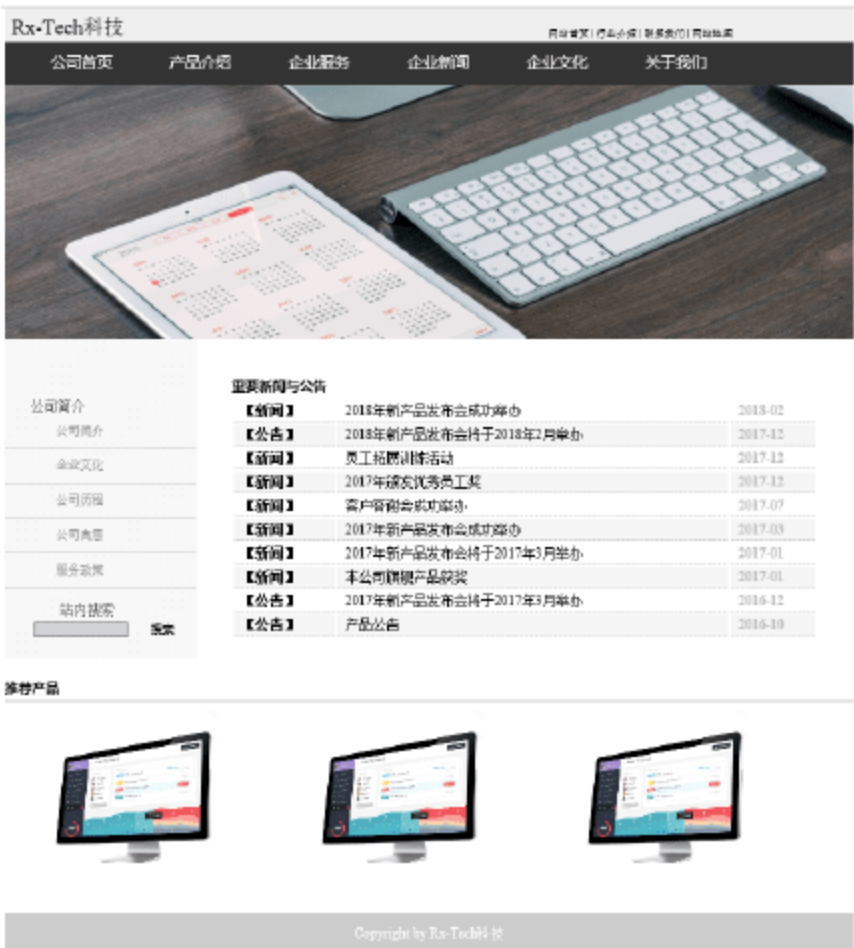 Rx-Tech科技
网站首页 | 行业介绍 | 联系我们 | 网站地图
公司首页 产品介绍 企业服务 企业新闻 企业文化 关于我们
公司简介
公司简介
企业文化
公司历程
公司典章
服务政策
站内搜索
搜索
重要新闻与公告
【新闻】 2018年新产品发布会成功举办 2018-02
【公告】 2018年新产品发布会将于2018年2月举办 2017-12
【新闻】 员工拓展训练活动 2017-12
【新闻】 2017年颁发优秀员工奖 2017-12
【新闻】 客户答谢会成功举办 2017-07
【新闻】 2017年新产品发布会成功举办 2017-03
【新闻】 2017年新产品发布会将于2017年3月举办 2017-01
【新闻】 本公司旗舰产品获奖 2017-01
【公告】 2017年新产品发布会将于2017年3月举办 2016-12
【公告】 产品公告 2016-10
推荐产品
Copyright by Rx-Tech科技